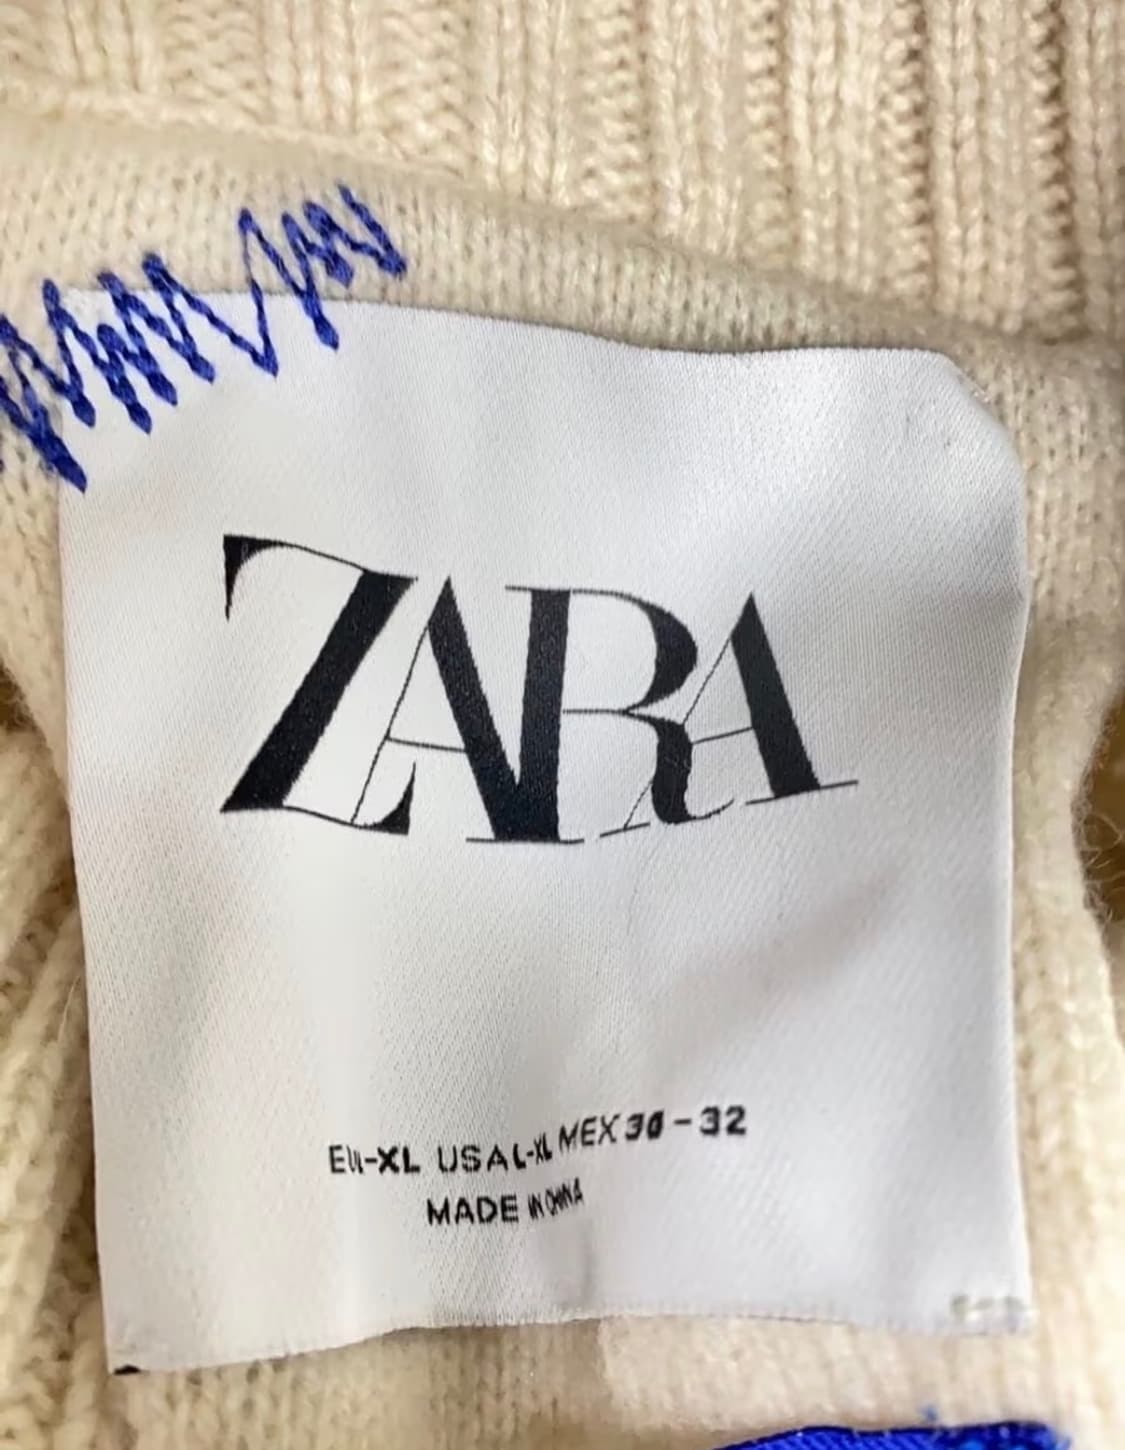 ZARA
EU-XL USA L-XL MEX 30-32
MADE IN CHINA